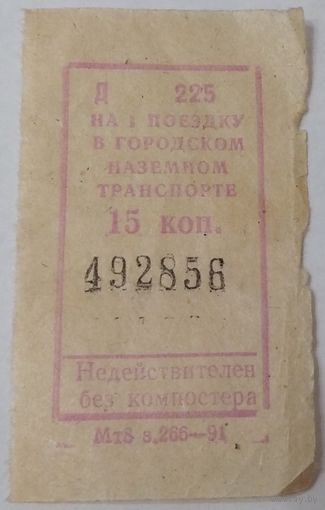 Д 225
НА 1 ПОЕЗДКУ
В ГОРОДСКОМ
НАЗЕМНОМ
ТРАНСПОРТЕ
15 коп.
492856
Недействителен
без компостера
Мт8 з.266—91